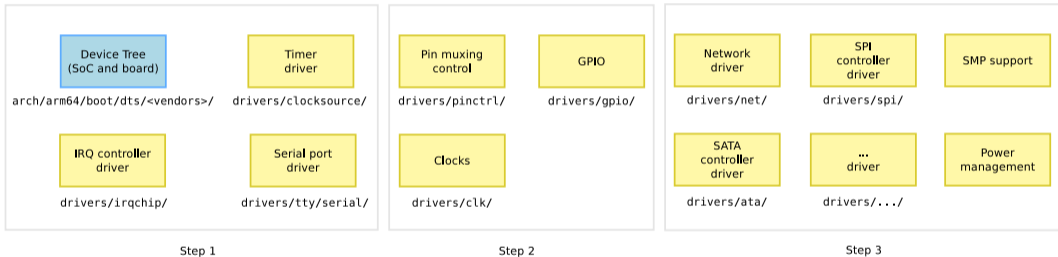 Device Tree
(SoC and board)
arch/arm64/boot/dts/<vendors>/
Timer
driver
drivers/clocksource/
IRQ controller
driver
drivers/irqchip/
Serial port
driver
drivers/tty/serial/
Step 1
Pin muxing
control
drivers/pinctrl/
GPIO
drivers/gpio/
Clocks
drivers/clk/
Step 2
Network
driver
drivers/net/
SPI
controller
driver
drivers/spi/
SMP support
SATA
controller
driver
drivers/ata/
...
driver
drivers/.../
Power
management
Step 3